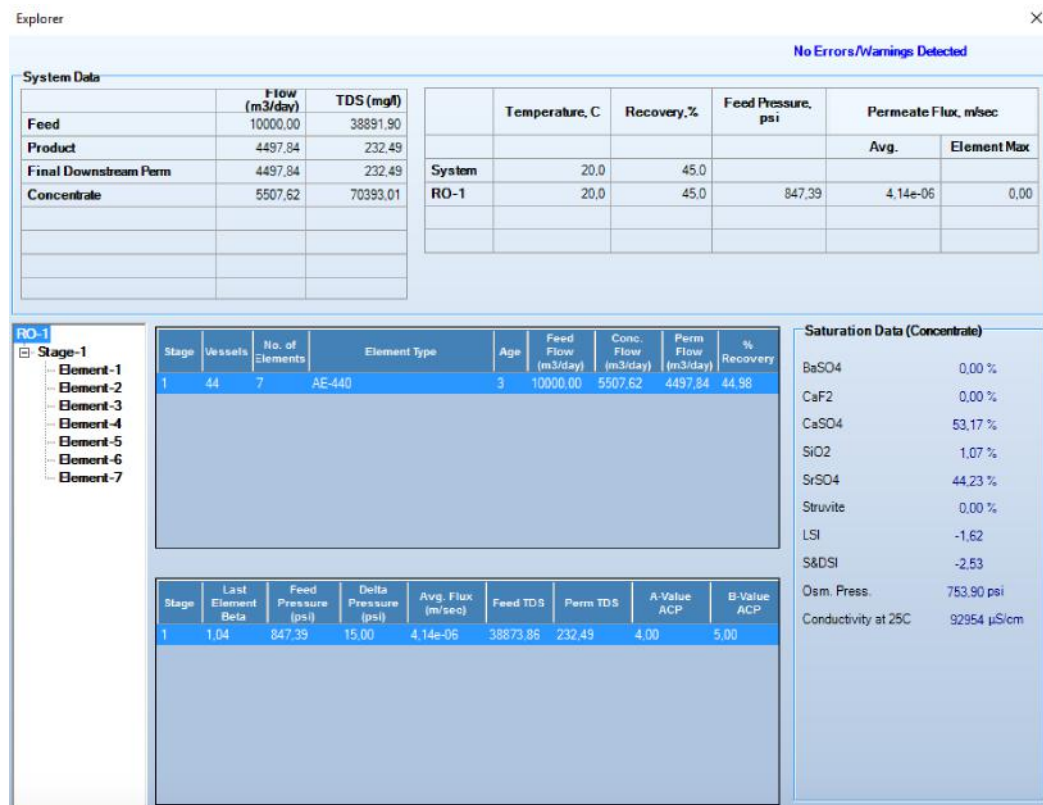 Explorer
No Errors/Warnings Detected
System Data
Flow (m3/day) TDS (mg/l)
Feed 10000,00 38891,90
Product 4497,84 232,49
Final Downstream Perm 4497,84 232,49
Concentrate 5507,62 70393,01
Temperature, C Recovery,% Feed Pressure, psi Permeate Flux, m/sec
Avg. Element Max
System 20,0 45,0
RO-1 20,0 45,0 847,39 4,14e-06 0,00
RO-1
Stage-1
Element-1
Element-2
Element-3
Element-4
Element-5
Element-6
Element-7
Stage Vessels No. of Elements Element Type Age Feed Flow (m3/day) Conc. Flow (m3/day) Perm Flow (m3/day) % Recovery
1 44 7 AE-440 3 10000,00 5507,62 4497,84 44,98
Stage Last Element Beta Feed Pressure (psi) Delta Pressure (psi) Avg. Flux (m/sec) Feed TDS Perm TDS A-Value ACP B-Value ACP
1 1,04 847,39 15,00 4,14e-06 38873,86 232,49 4,00 5,00
Saturation Data (Concentrate)
BaSO4 0,00 %
CaF2 0,00 %
CaSO4 53,17 %
SiO2 1,07 %
SrSO4 44,23 %
Struvite 0,00 %
LSI -1,62
S&DSI -2,53
Osm. Press. 753,90 psi
Conductivity at 25C 92954 µS/cm